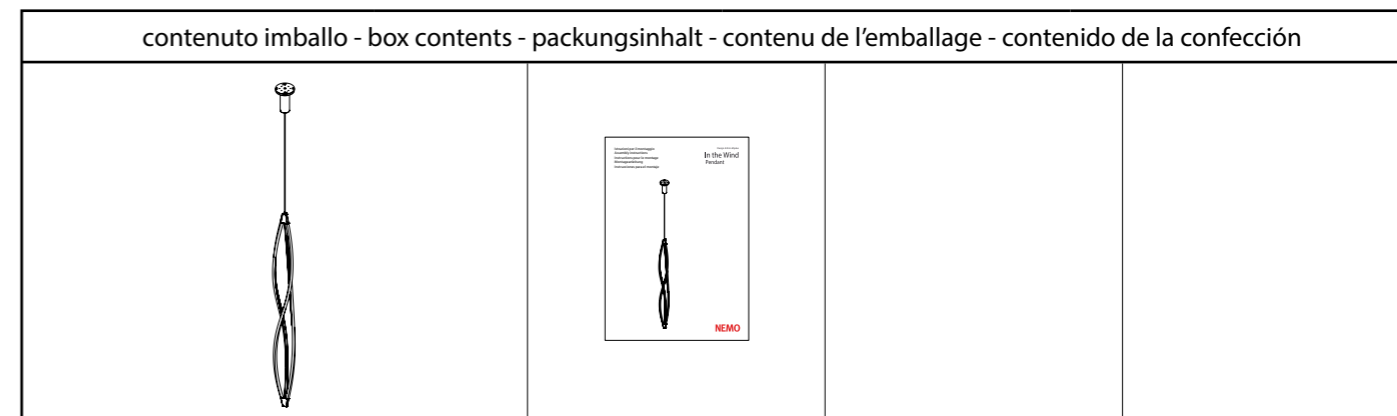 contenuto imballo - box contents - packungsinhalt - contenu de l’emballage - contenido de la confección
In the Wind
Pendant
NEMO